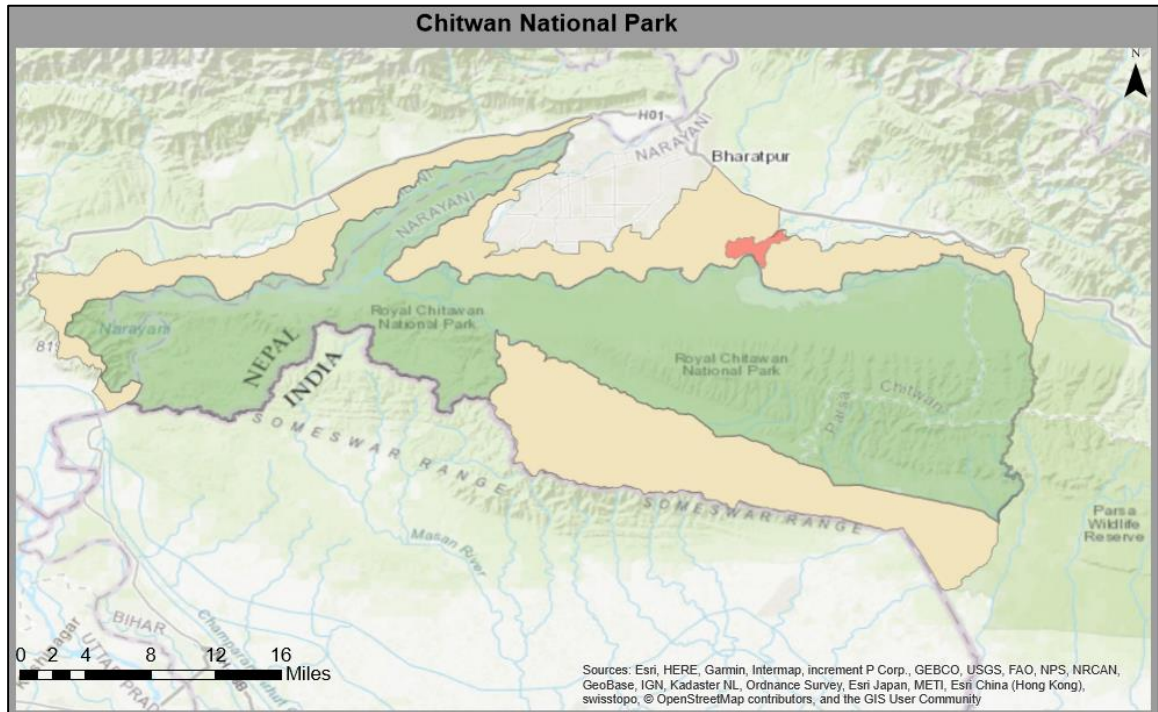 Chitwan National Park
N
H01
NARAYANI
Bharatpur
NARAYANI
Narayani
Royal Chitawan
National Park
NEPAL
INDIA
Royal Chitawan
National Park
Chitwan
Parsa
SOMESWAR RANGE
SOMESWAR RANGE
Parsa
Wildlife
Reserve
Masan River
BIHAR
0 2 4 8 12 16
Miles
Sources: Esri, HERE, Garmin, Intermap, increment P Corp., GEBCO, USGS, FAO, NPS, NRCAN,
GeoBase, IGN, Kadaster NL, Ordnance Survey, Esri Japan, METI, Esri China (Hong Kong),
swisstopo, © OpenStreetMap contributors, and the GIS User Community